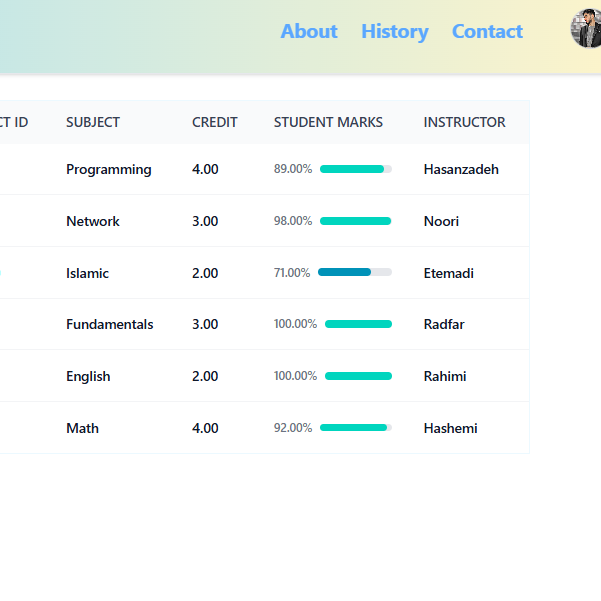 About History Contact
CT ID SUBJECT CREDIT STUDENT MARKS INSTRUCTOR
Programming 4.00 89.00% Hasanzadeh
Network 3.00 98.00% Noori
Islamic 2.00 71.00% Etemadi
Fundamentals 3.00 100.00% Radfar
English 2.00 100.00% Rahimi
Math 4.00 92.00% Hashemi